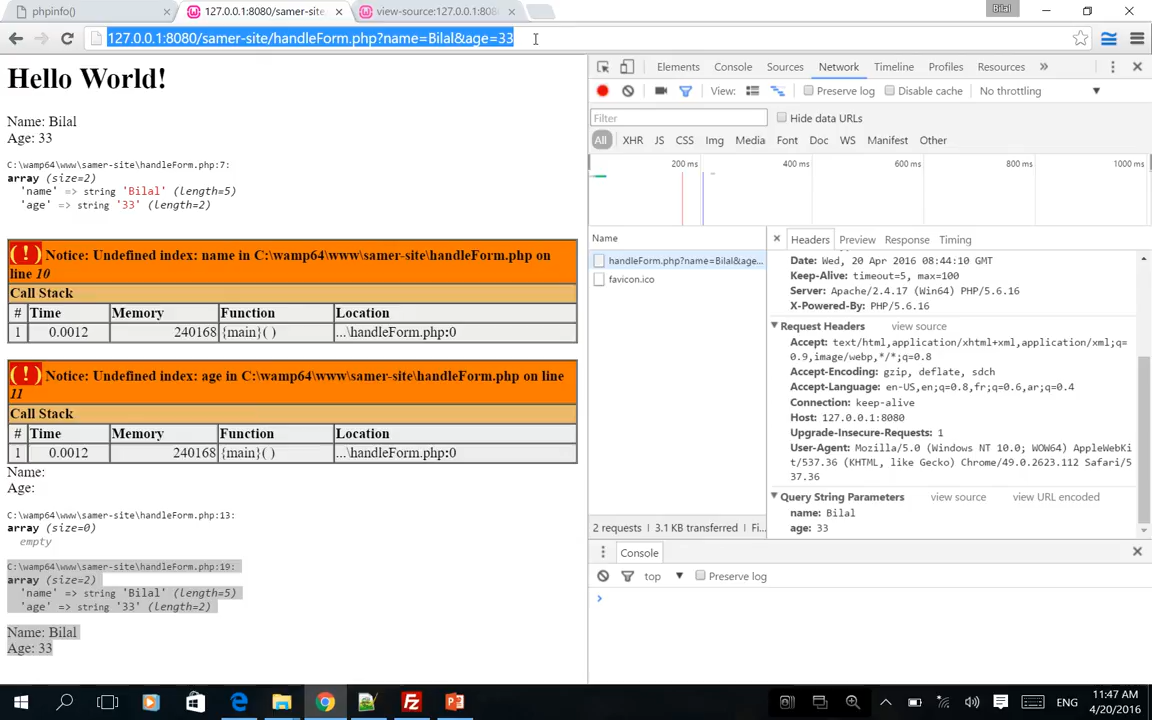 phpinfo()
127.0.0.1:8080/samer-site
view-source:127.0.0.1:808
Bilal
127.0.0.1:8080/samer-site/handleForm.php?name=Bilal&age=33
Hello World!
Name: Bilal
Age: 33
C:\wamp64\www\samer-site\handleForm.php:7:
array (size=2)
'name' => string 'Bilal' (length=5)
'age' => string '33' (length=2)
( ! ) Notice: Undefined index: name in C:\wamp64\www\samer-site\handleForm.php on
line 10
Call Stack
# Time Memory Function Location
1 0.0012 240168 {main}( ) ...\handleForm.php:0
( ! ) Notice: Undefined index: age in C:\wamp64\www\samer-site\handleForm.php on line
11
Call Stack
# Time Memory Function Location
1 0.0012 240168 {main}( ) ...\handleForm.php:0
Name:
Age:
C:\wamp64\www\samer-site\handleForm.php:13:
array (size=0)
empty
C:\wamp64\www\samer-site\handleForm.php:19:
array (size=2)
'name' => string 'Bilal' (length=5)
'age' => string '33' (length=2)
Name: Bilal
Age: 33
Elements Console Sources Network Timeline Profiles Resources »
View: Preserve log Disable cache No throttling
Filter
Hide data URLs
All XHR JS CSS Img Media Font Doc WS Manifest Other
200 ms 400 ms 600 ms 800 ms 1000 ms
Name
handleForm.php?name=Bilal&age...
favicon.ico
2 requests | 3.1 KB transferred | Fi...
Headers Preview Response Timing
Date: Wed, 20 Apr 2016 08:44:10 GMT
Keep-Alive: timeout=5, max=100
Server: Apache/2.4.17 (Win64) PHP/5.6.16
X-Powered-By: PHP/5.6.16
Request Headers view source
Accept: text/html,application/xhtml+xml,application/xml;q=
0.9,image/webp,*/*;q=0.8
Accept-Encoding: gzip, deflate, sdch
Accept-Language: en-US,en;q=0.8,fr;q=0.6,ar;q=0.4
Connection: keep-alive
Host: 127.0.0.1:8080
Upgrade-Insecure-Requests: 1
User-Agent: Mozilla/5.0 (Windows NT 10.0; WOW64) AppleWebKi
t/537.36 (KHTML, like Gecko) Chrome/49.0.2623.112 Safari/5
37.36
Query String Parameters view source view URL encoded
name: Bilal
age: 33
Console
top Preserve log
ENG
11:47 AM
4/20/2016